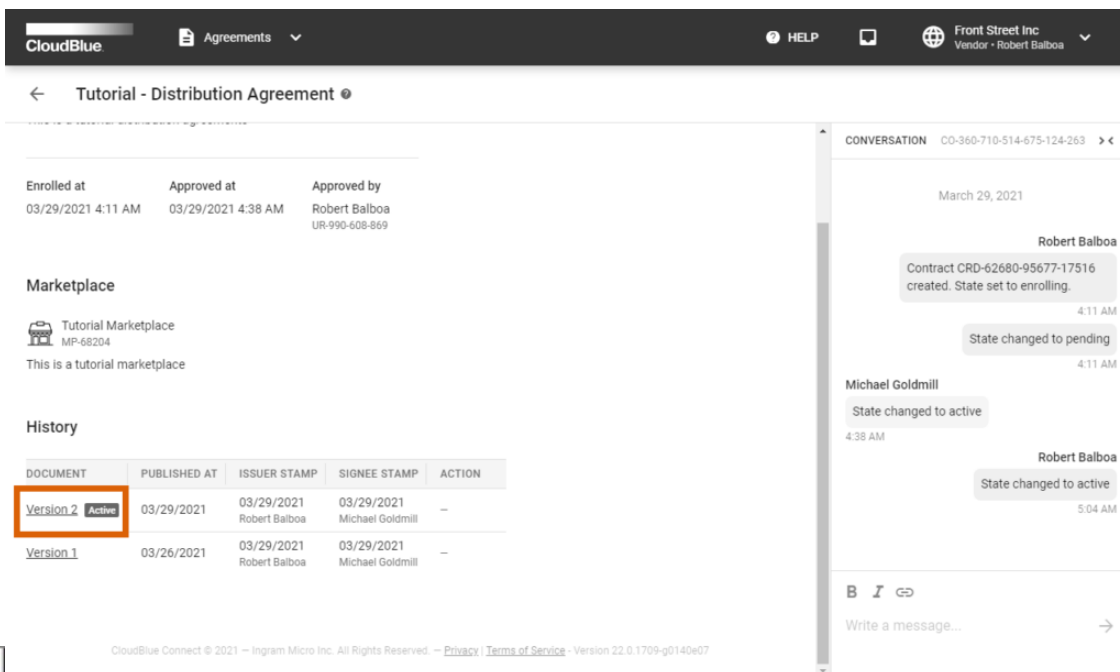 CloudBlue
Agreements
HELP
Front Street Inc
Vendor • Robert Balboa
Tutorial - Distribution Agreement
Enrolled at
Approved at
Approved by
03/29/2021 4:11 AM
03/29/2021 4:38 AM
Robert Balboa
UR-990-608-869
Marketplace
Tutorial Marketplace
MP-68204
This is a tutorial marketplace
History
DOCUMENT PUBLISHED AT ISSUER STAMP SIGNEE STAMP ACTION
Version 2 Active 03/29/2021 03/29/2021 03/29/2021 –
Robert Balboa Michael Goldmill
Version 1 03/26/2021 03/29/2021 03/29/2021 –
Robert Balboa Michael Goldmill
CloudBlue Connect © 2021 – Ingram Micro Inc. All Rights Reserved. – Privacy | Terms of Service - Version 22.0.1709-g0140e07
CONVERSATION CO-360-710-514-675-124-263
March 29, 2021
Robert Balboa
Contract CRD-62680-95677-17516
created. State set to enrolling.
4:11 AM
State changed to pending
4:11 AM
Michael Goldmill
State changed to active
4:38 AM
Robert Balboa
State changed to active
5:04 AM
B I
Write a message...